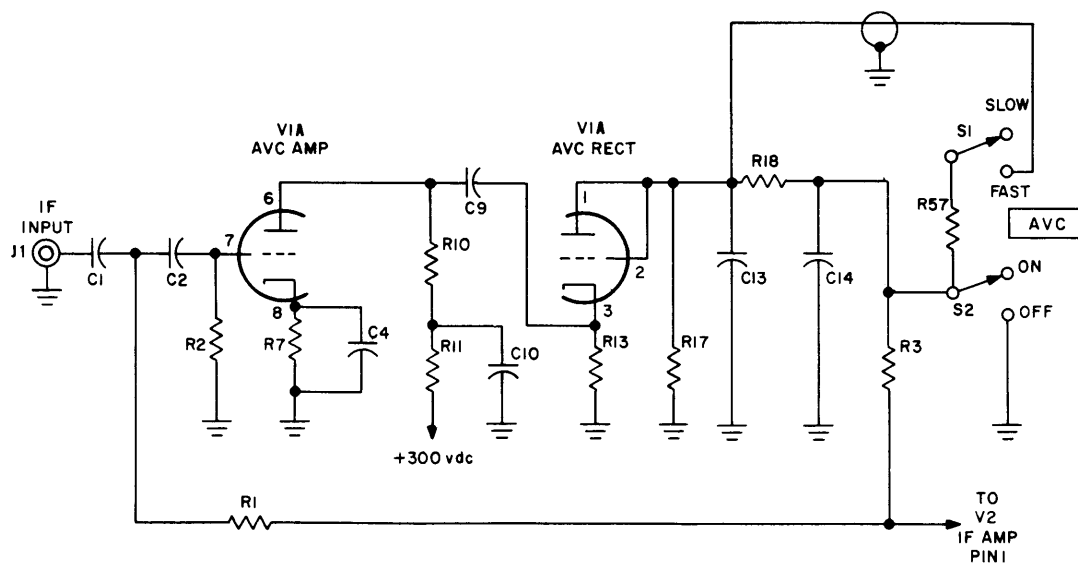 SLOW
S1
FAST
R57
AVC
ON
S2
OFF
V1A
AVC AMP
V1A
AVC RECT
IF
INPUT
J1
C1
C2
7
6
8
R2
R7
C4
C9
R10
R11
C10
+300 vdc
1
2
3
R13
R17
R18
C13
C14
R3
R1
TO
V2
IF AMP
PIN 1